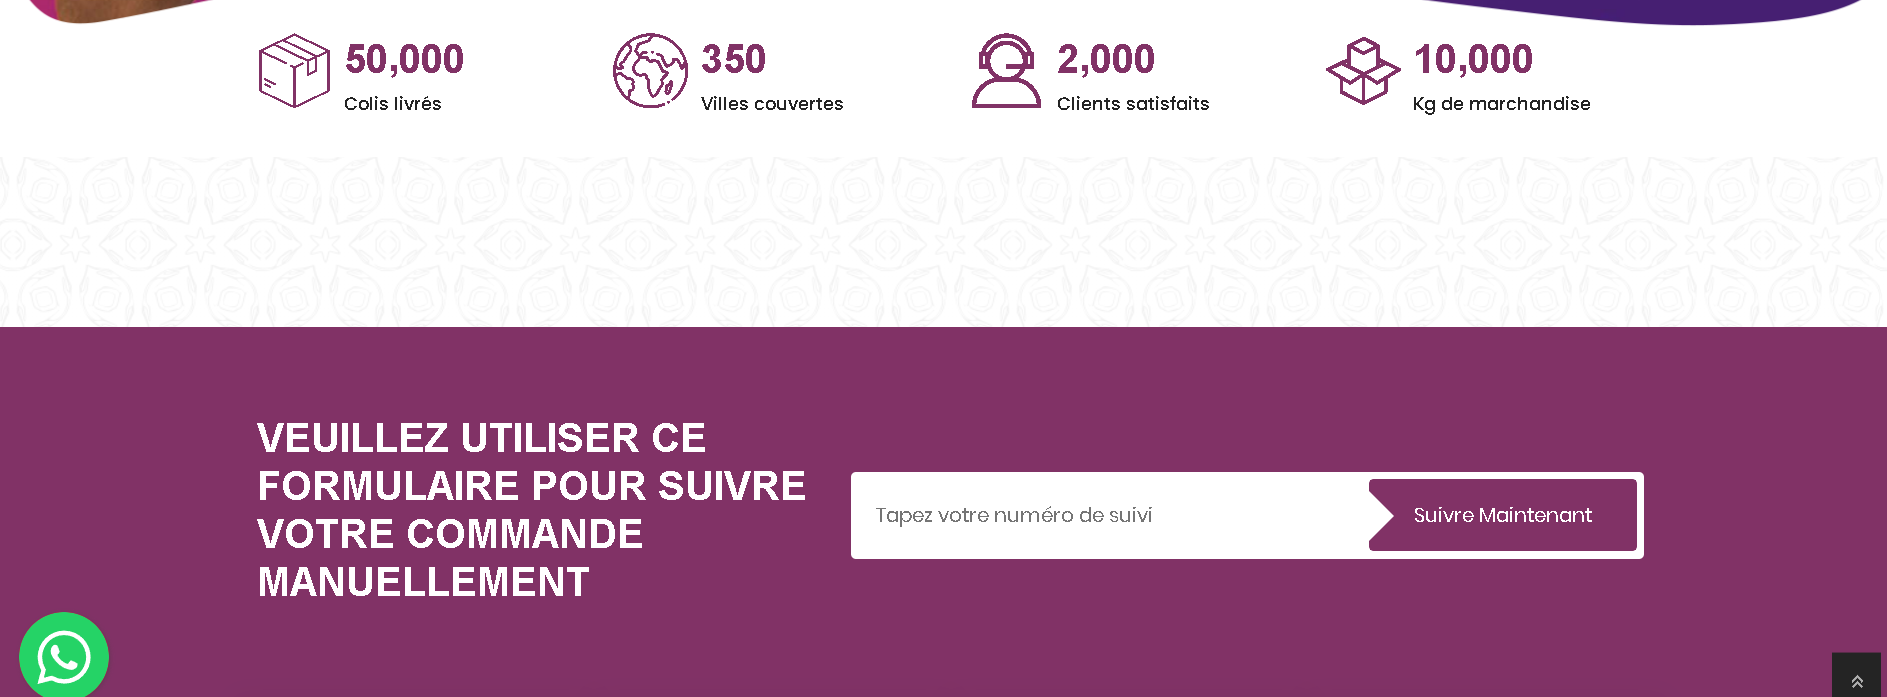 50,000
Colis livrés
350
Villes couvertes
2,000
Clients satisfaits
10,000
Kg de marchandise
VEUILLEZ UTILISER CE
FORMULAIRE POUR SUIVRE
VOTRE COMMANDE
MANUELLEMENT
Tapez votre numéro de suivi
Suivre Maintenant